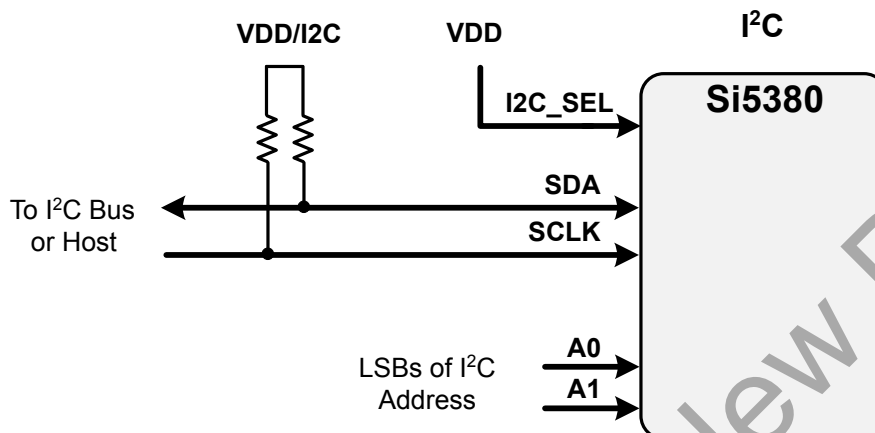 VDD/I2C
VDD
I²C
I2C_SEL
Si5380
SDA
To I²C Bus
or Host
SCLK
LSBs of I²C
Address
A0
A1